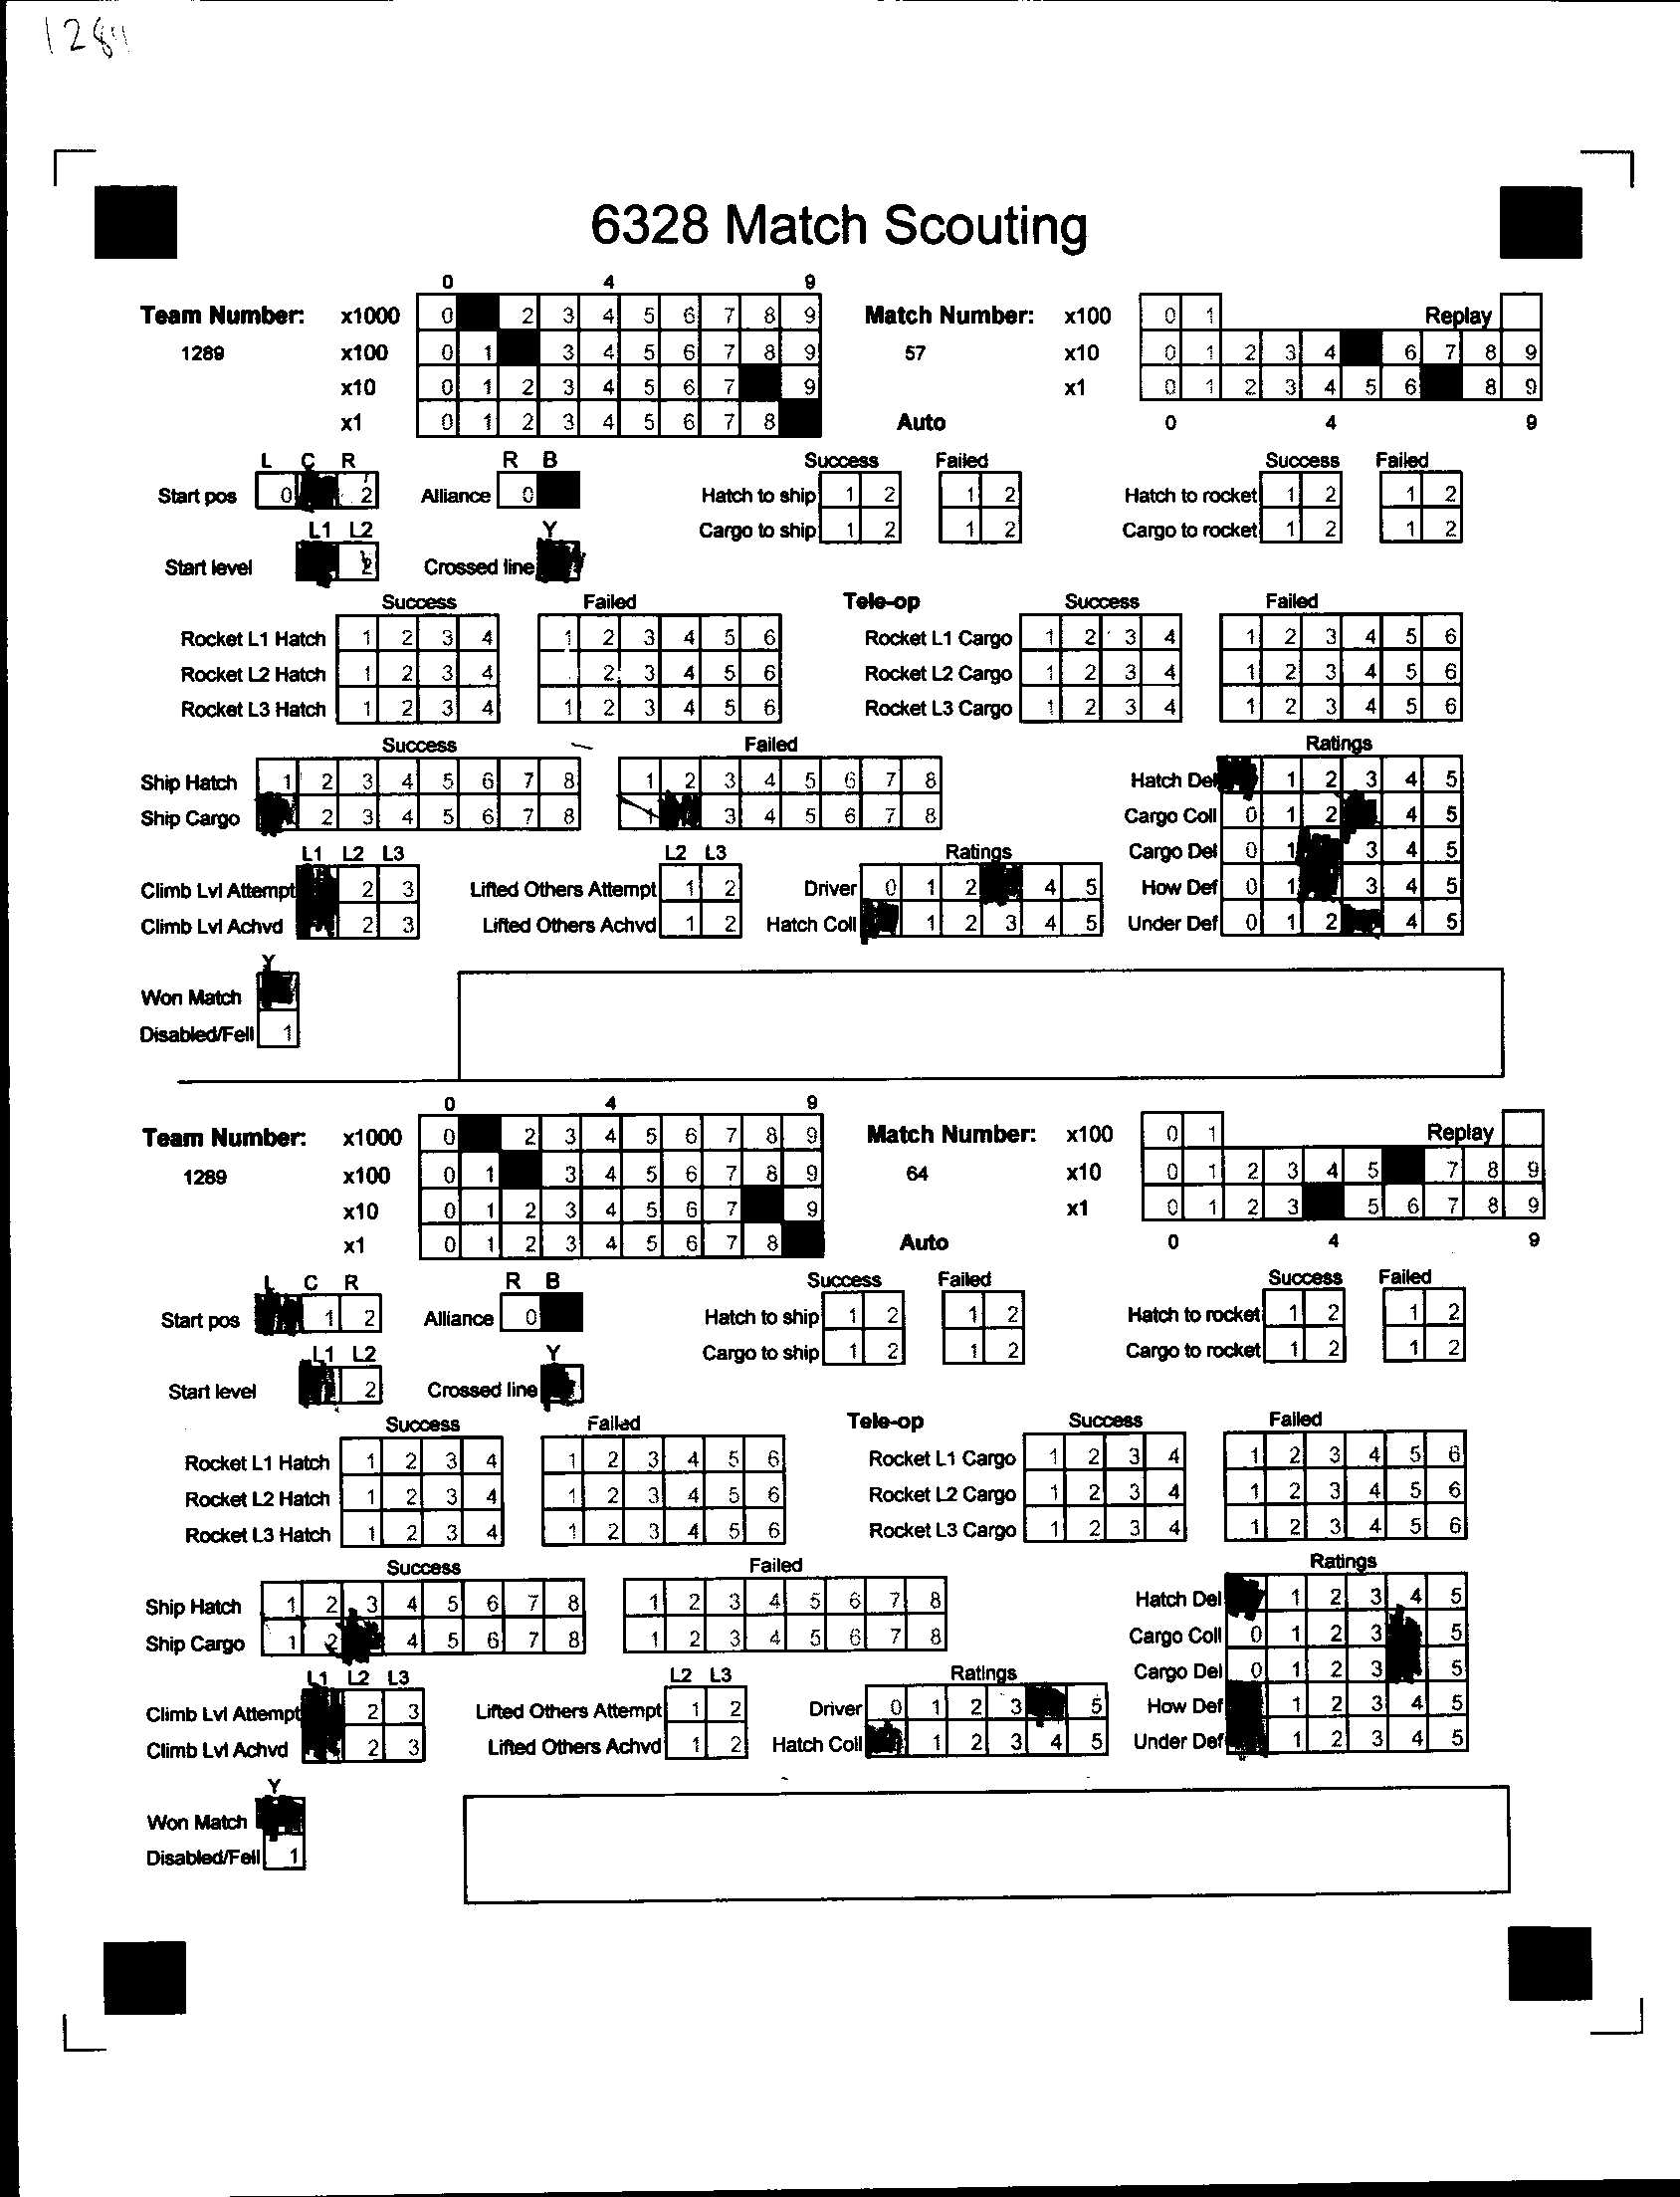 6328 Match Scouting
0 4 9
Team Number: x1000 0 2 3 4 5 6 7 8 9 Match Number: x100 0 1 Replay
1289 x100 0 1 3 4 5 6 7 8 9 57 x10 0 1 2 3 4 6 7 8 9
x10 0 1 2 3 4 5 6 7 9 x1 0 1 2 3 4 5 6 8 9
x1 0 1 2 3 4 5 6 7 8 Auto 0 4 9
L C R R B Success Failed Success Failed
Start pos 0 2 Alliance 0 Hatch to ship 1 2 1 2 Hatch to rocket 1 2 1 2
L1 L2 Y Cargo to ship 1 2 1 2 Cargo to rocket 1 2 1 2
Start level 2 Crossed line
Success Failed Tele-op Success Failed
Rocket L1 Hatch 1 2 3 4 1 2 3 4 5 6 Rocket L1 Cargo 1 2 3 4 1 2 3 4 5 6
Rocket L2 Hatch 1 2 3 4 2 3 4 5 6 Rocket L2 Cargo 1 2 3 4 1 2 3 4 5 6
Rocket L3 Hatch 1 2 3 4 1 2 3 4 5 6 Rocket L3 Cargo 1 2 3 4 1 2 3 4 5 6
Success Failed Ratings
Ship Hatch 1 2 3 4 5 6 7 8 1 2 3 4 5 6 7 8 Hatch Del 1 2 3 4 5
Ship Cargo 2 3 4 5 6 7 8 1 3 4 5 6 7 8 Cargo Coll 0 1 2 4 5
L1 L2 L3 L2 L3 Ratings Cargo Del 0 1 3 4 5
Climb Lvl Attempt 2 3 Lifted Others Attempt 1 2 Driver 0 1 2 4 5 How Def 0 1 3 4 5
Climb Lvl Achvd 2 3 Lifted Others Achvd 1 2 Hatch Coll 1 2 3 4 5 Under Def 0 1 2 4 5
Y
Won Match
Disabled/Fell 1
0 4 9
Team Number: x1000 0 2 3 4 5 6 7 8 9 Match Number: x100 0 1 Replay
1289 x100 0 1 3 4 5 6 7 8 9 64 x10 0 1 2 3 4 5 7 8 9
x10 0 1 2 3 4 5 6 7 9 x1 0 1 2 3 5 6 7 8 9
x1 0 1 2 3 4 5 6 7 8 Auto 0 4 9
L C R R B Success Failed Success Failed
Start pos 1 2 Alliance 0 Hatch to ship 1 2 1 2 Hatch to rocket 1 2 1 2
L1 L2 Y Cargo to ship 1 2 1 2 Cargo to rocket 1 2 1 2
Start level 2 Crossed line
Success Failed Tele-op Success Failed
Rocket L1 Hatch 1 2 3 4 1 2 3 4 5 6 Rocket L1 Cargo 1 2 3 4 1 2 3 4 5 6
Rocket L2 Hatch 1 2 3 4 1 2 3 4 5 6 Rocket L2 Cargo 1 2 3 4 1 2 3 4 5 6
Rocket L3 Hatch 1 2 3 4 1 2 3 4 5 6 Rocket L3 Cargo 1 2 3 4 1 2 3 4 5 6
Success Failed Ratings
Ship Hatch 1 2 3 4 5 6 7 8 1 2 3 4 5 6 7 8 Hatch Del 1 2 3 4 5
Ship Cargo 1 2 4 5 6 7 8 1 2 3 4 5 6 7 8 Cargo Coll 0 1 2 3 5
L1 L2 L3 L2 L3 Ratings Cargo Del 0 1 2 3 5
Climb Lvl Attempt 2 3 Lifted Others Attempt 1 2 Driver 0 1 2 3 5 How Def 1 2 3 4 5
Climb Lvl Achvd 2 3 Lifted Others Achvd 1 2 Hatch Coll 1 2 3 4 5 Under Def 1 2 3 4 5
Y
Won Match
Disabled/Fell 1